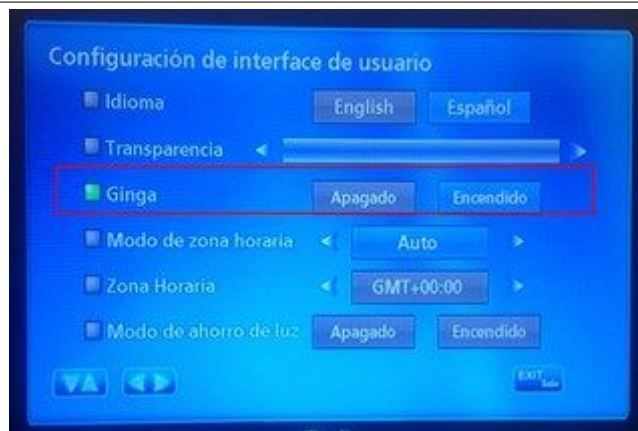 Configuración de interface de usuario
Idioma English Español
Transparencia
Ginga Apagado Encendido
Modo de zona horaria Auto
Zona Horaria GMT+00:00
Modo de ahorro de luz Apagado Encendido
EXIT